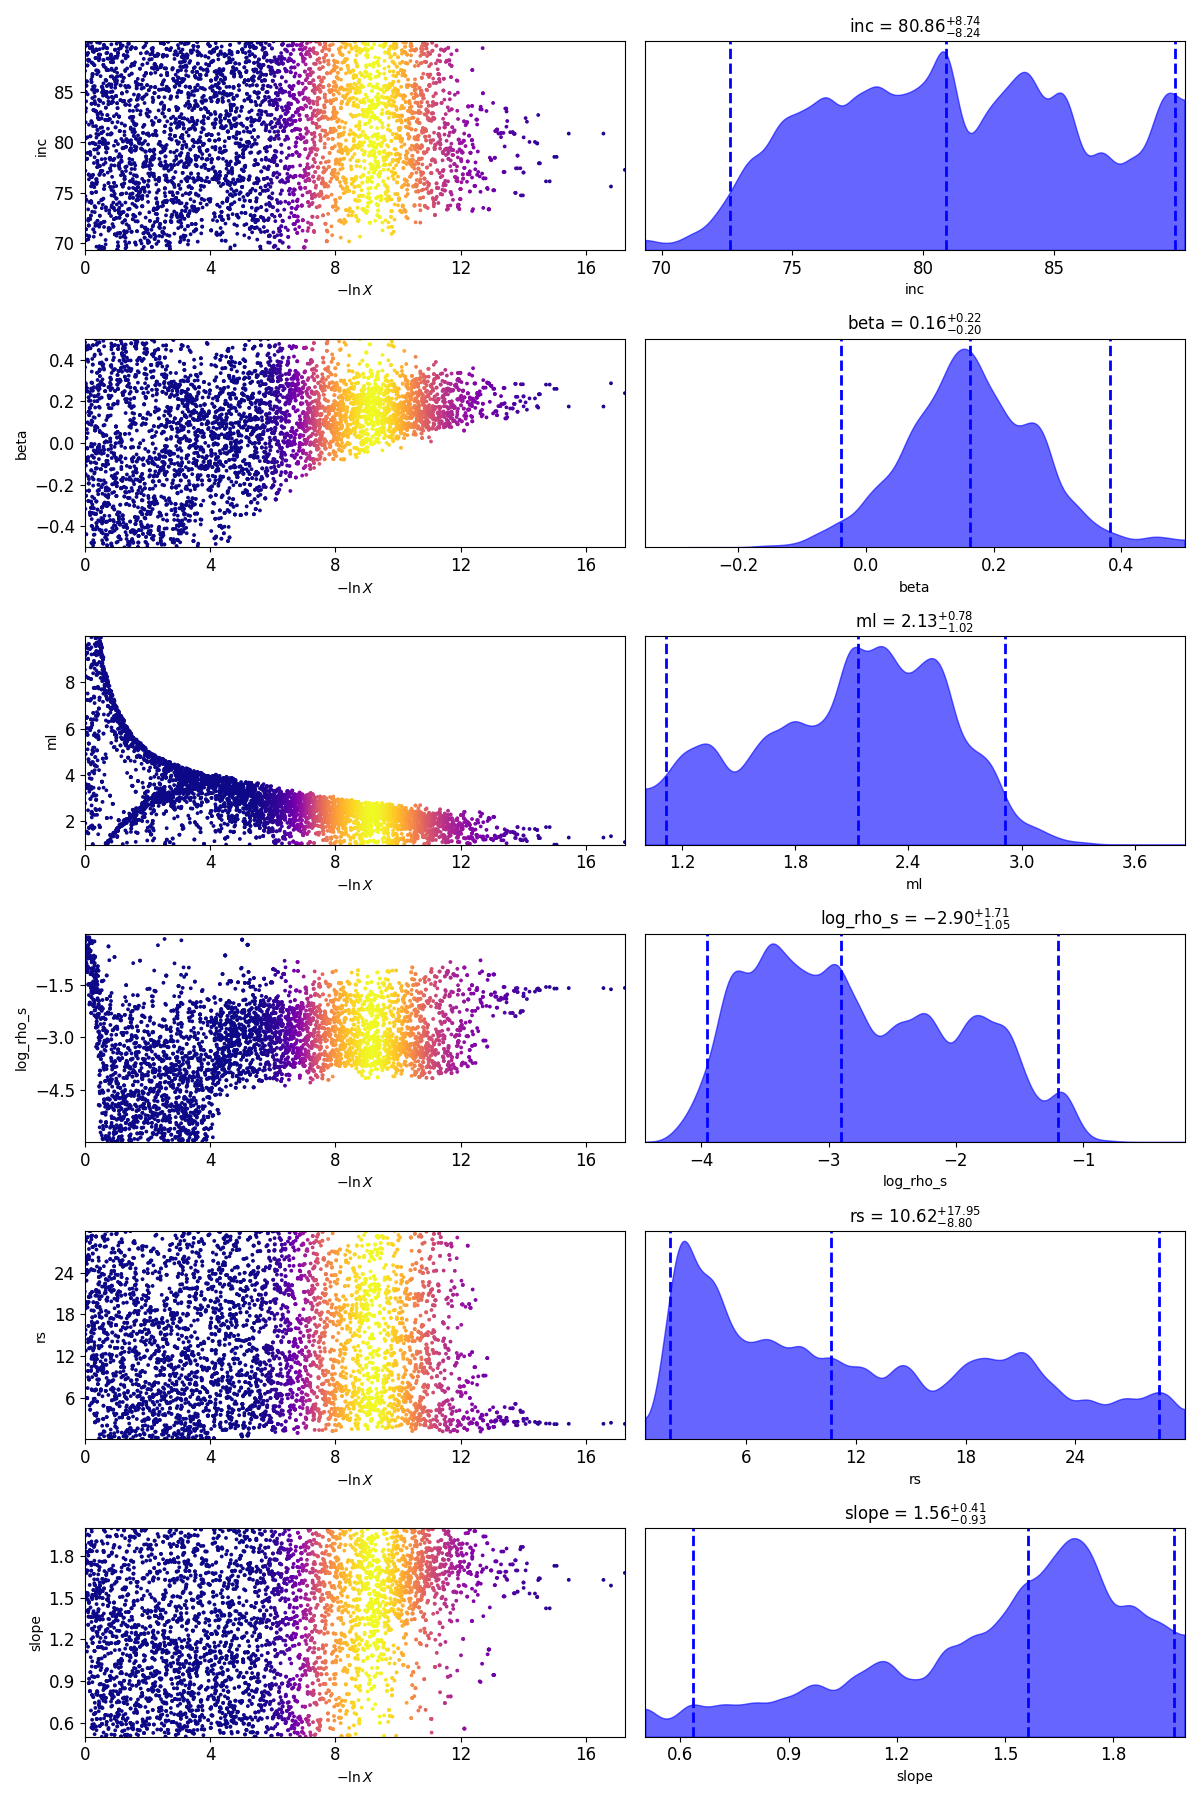 inc = 80.86+8.74−8.24
85
80
75
70
inc
0 4 8 12 16
−ln X
70 75 80 85
inc
beta = 0.16+0.22−0.20
0.4
0.2
0.0
−0.2
−0.4
beta
0 4 8 12 16
−ln X
−0.2 0.0 0.2 0.4
beta
ml = 2.13+0.78−1.02
8
6
4
2
ml
0 4 8 12 16
−ln X
1.2 1.8 2.4 3.0 3.6
ml
log_rho_s = −2.90+1.71−1.05
−1.5
−3.0
−4.5
log_rho_s
0 4 8 12 16
−ln X
−4 −3 −2 −1
log_rho_s
rs = 10.62+17.95−8.80
24
18
12
6
rs
0 4 8 12 16
−ln X
6 12 18 24
rs
slope = 1.56+0.41−0.93
1.8
1.5
1.2
0.9
0.6
slope
0 4 8 12 16
−ln X
0.6 0.9 1.2 1.5 1.8
slope